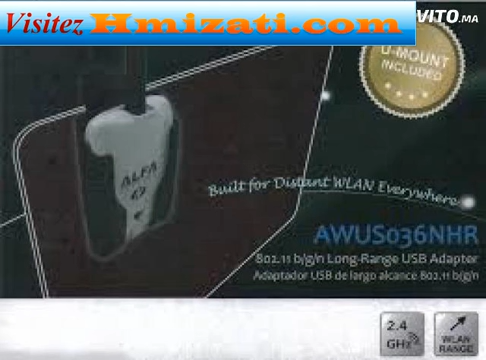 Visitez Hmizati.com
VITO.MA
U-MOUNT
INCLUDED
ALFA
Built for Distant WLAN Everywhere
AWUS036NHR
802.11 b/g/n Long-Range USB Adapter
Adaptador USB de largo alcance 802.11 b/g/n
2.4
GHz
WLAN
RANGE